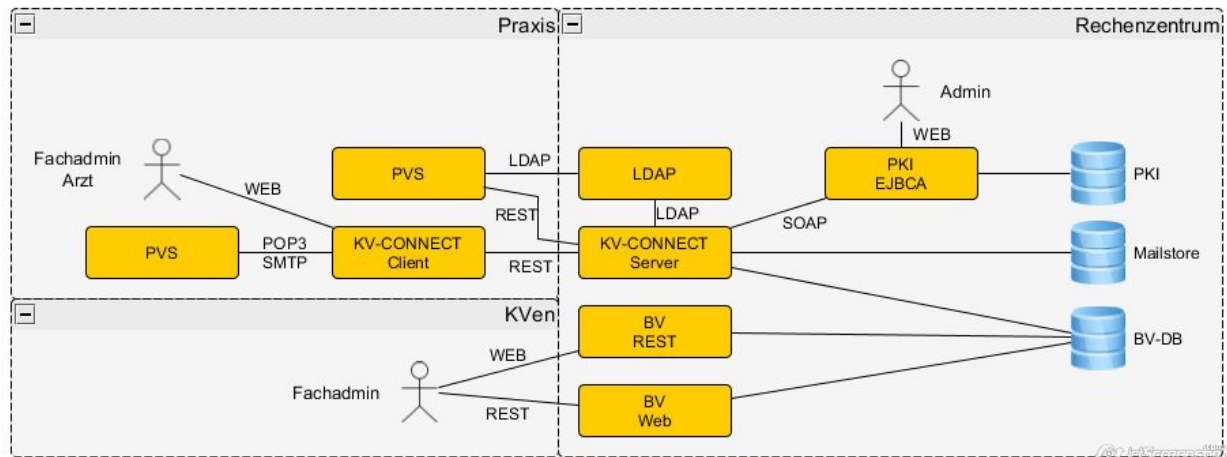 Praxis
Rechenzentrum
Admin
WEB
Fachadmin
Arzt
WEB
PVS
LDAP
LDAP
PKI
EJBCA
PKI
REST
LDAP
SOAP
PVS
POP3
SMTP
KV-CONNECT
Client
REST
KV-CONNECT
Server
Mailstore
KVen
BV
REST
BV-DB
WEB
Fachadmin
REST
BV
Web